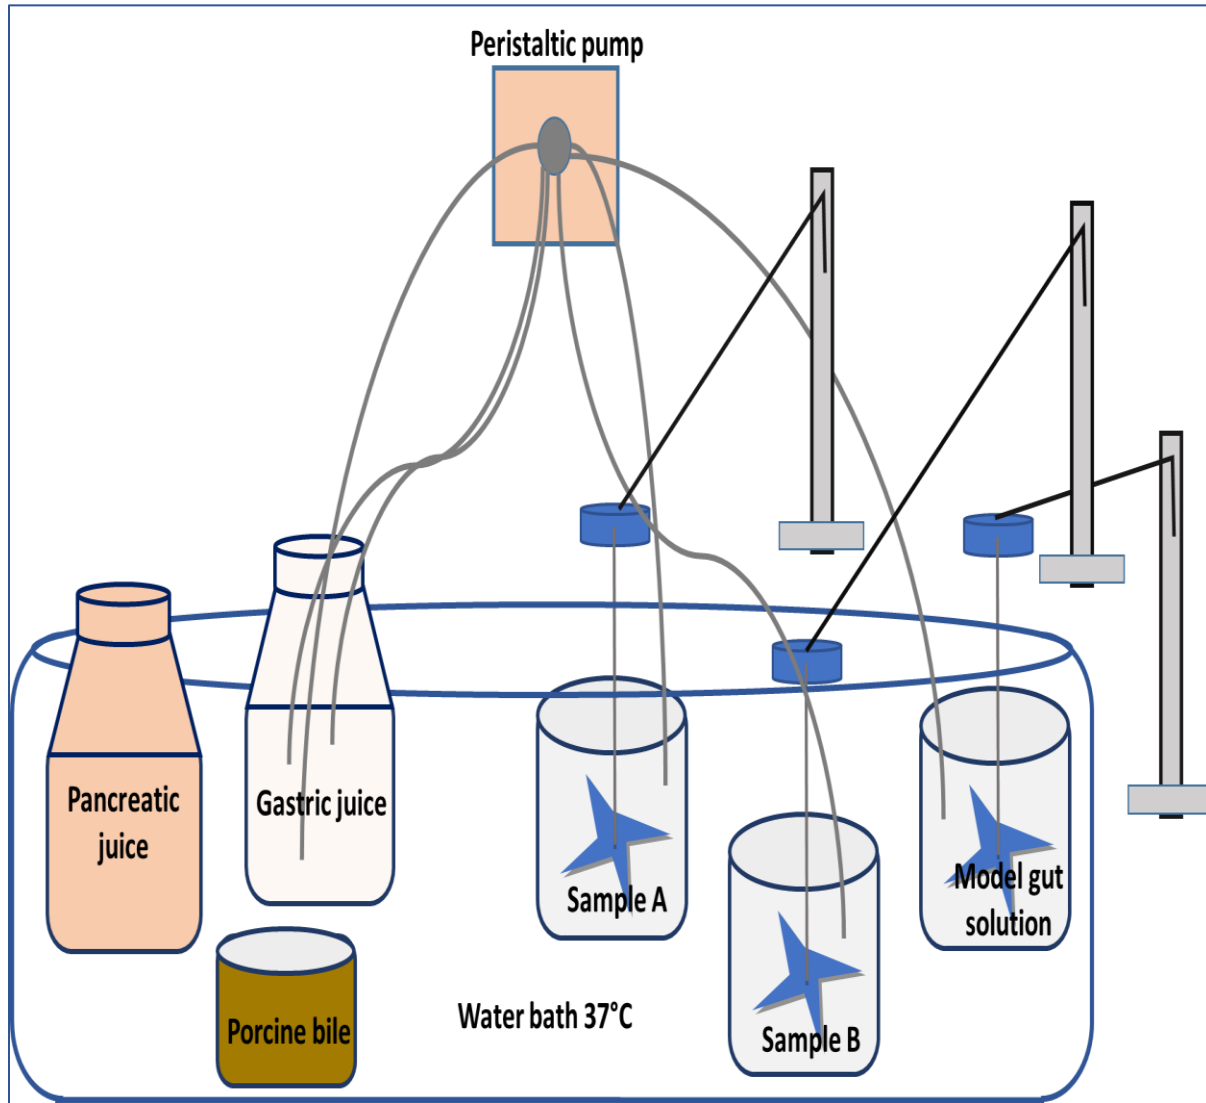 Peristaltic pump
Pancreatic
juice
Gastric juice
Sample A
Model gut
solution
Porcine bile
Water bath 37°C
Sample B